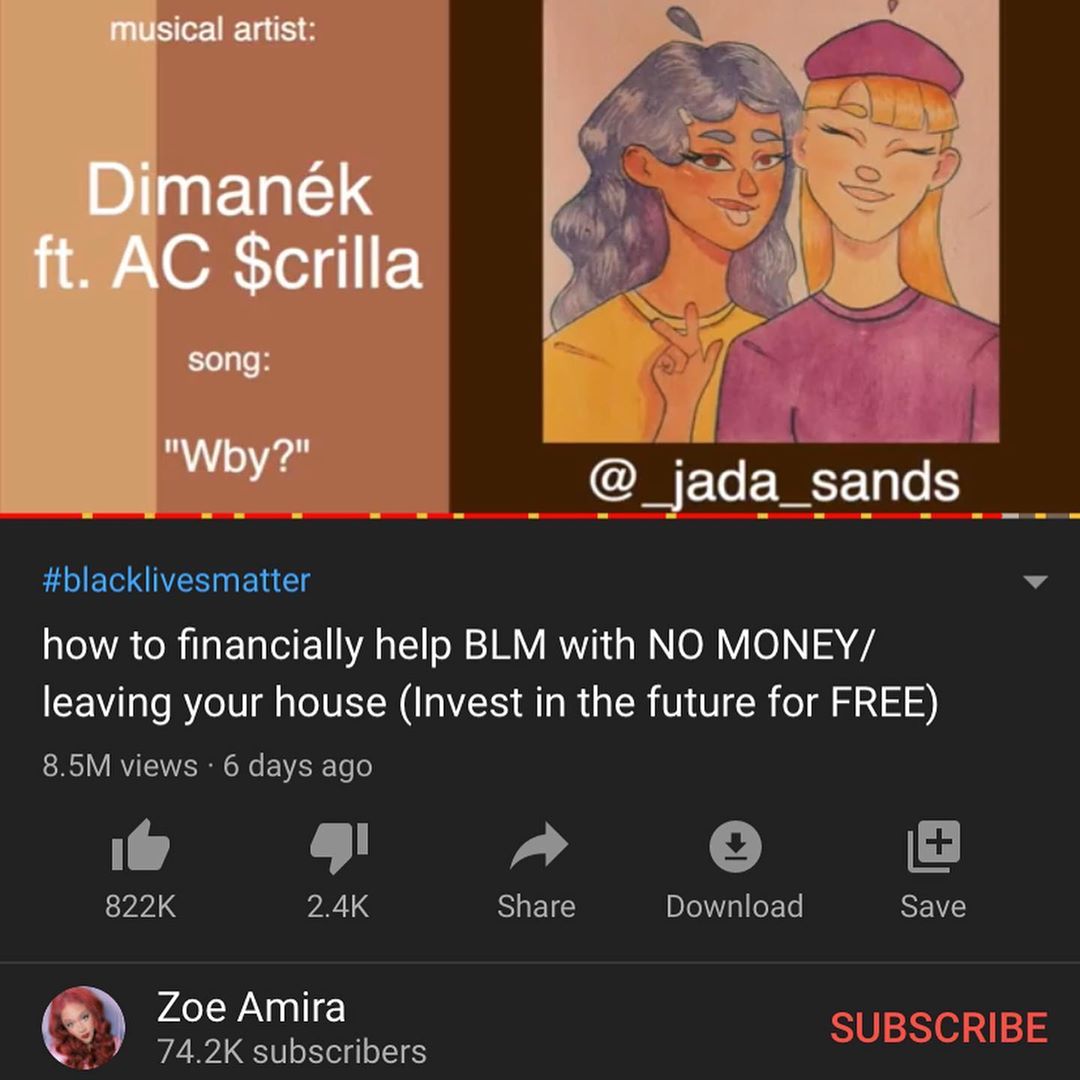 musical artist:
Dimanék
ft. AC $crilla
song:
"Wby?"
@_jada_sands
#blacklivesmatter
how to financially help BLM with NO MONEY/
leaving your house (Invest in the future for FREE)
8.5M views · 6 days ago
822K
2.4K
Share
Download
Save
Zoe Amira
74.2K subscribers
SUBSCRIBE